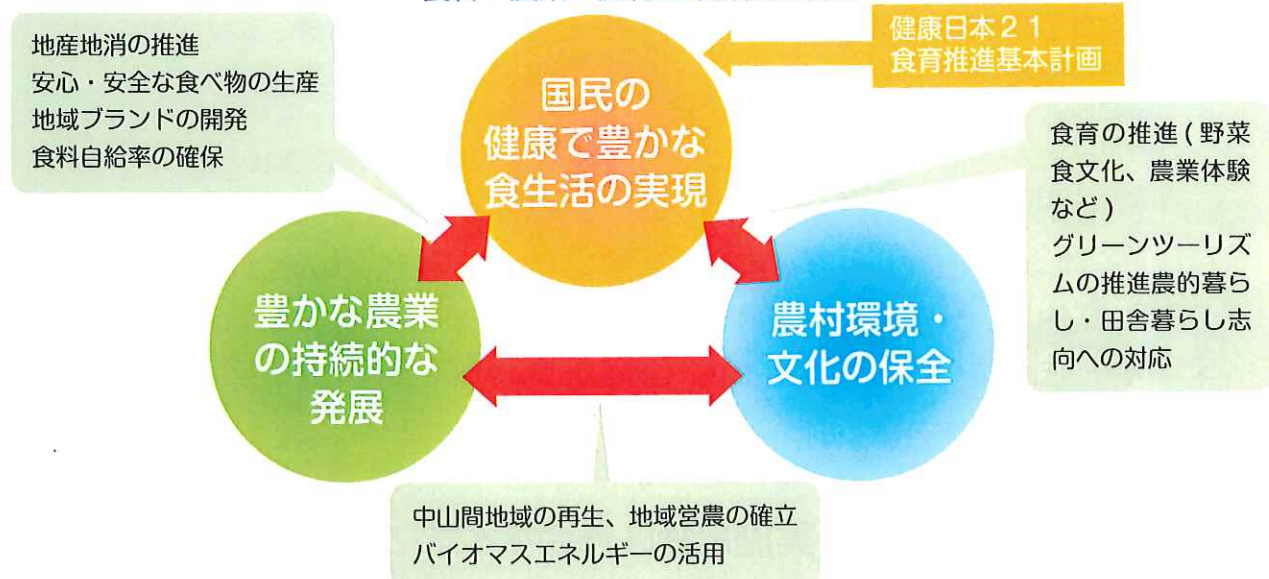 健康日本２１
食育推進基本計画
地産地消の推進
安心・安全な食べ物の生産
地域ブランドの開発
食料自給率の確保
国民の
健康で豊かな
食生活の実現
食育の推進(野菜
食文化、農業体験
など)
グリーンツーリズ
ムの推進農的暮ら
し・田舎暮らし志
向への対応
豊かな農業
の持続的な
発展
農村環境・
文化の保全
中山間地域の再生、地域営農の確立
バイオマスエネルギーの活用